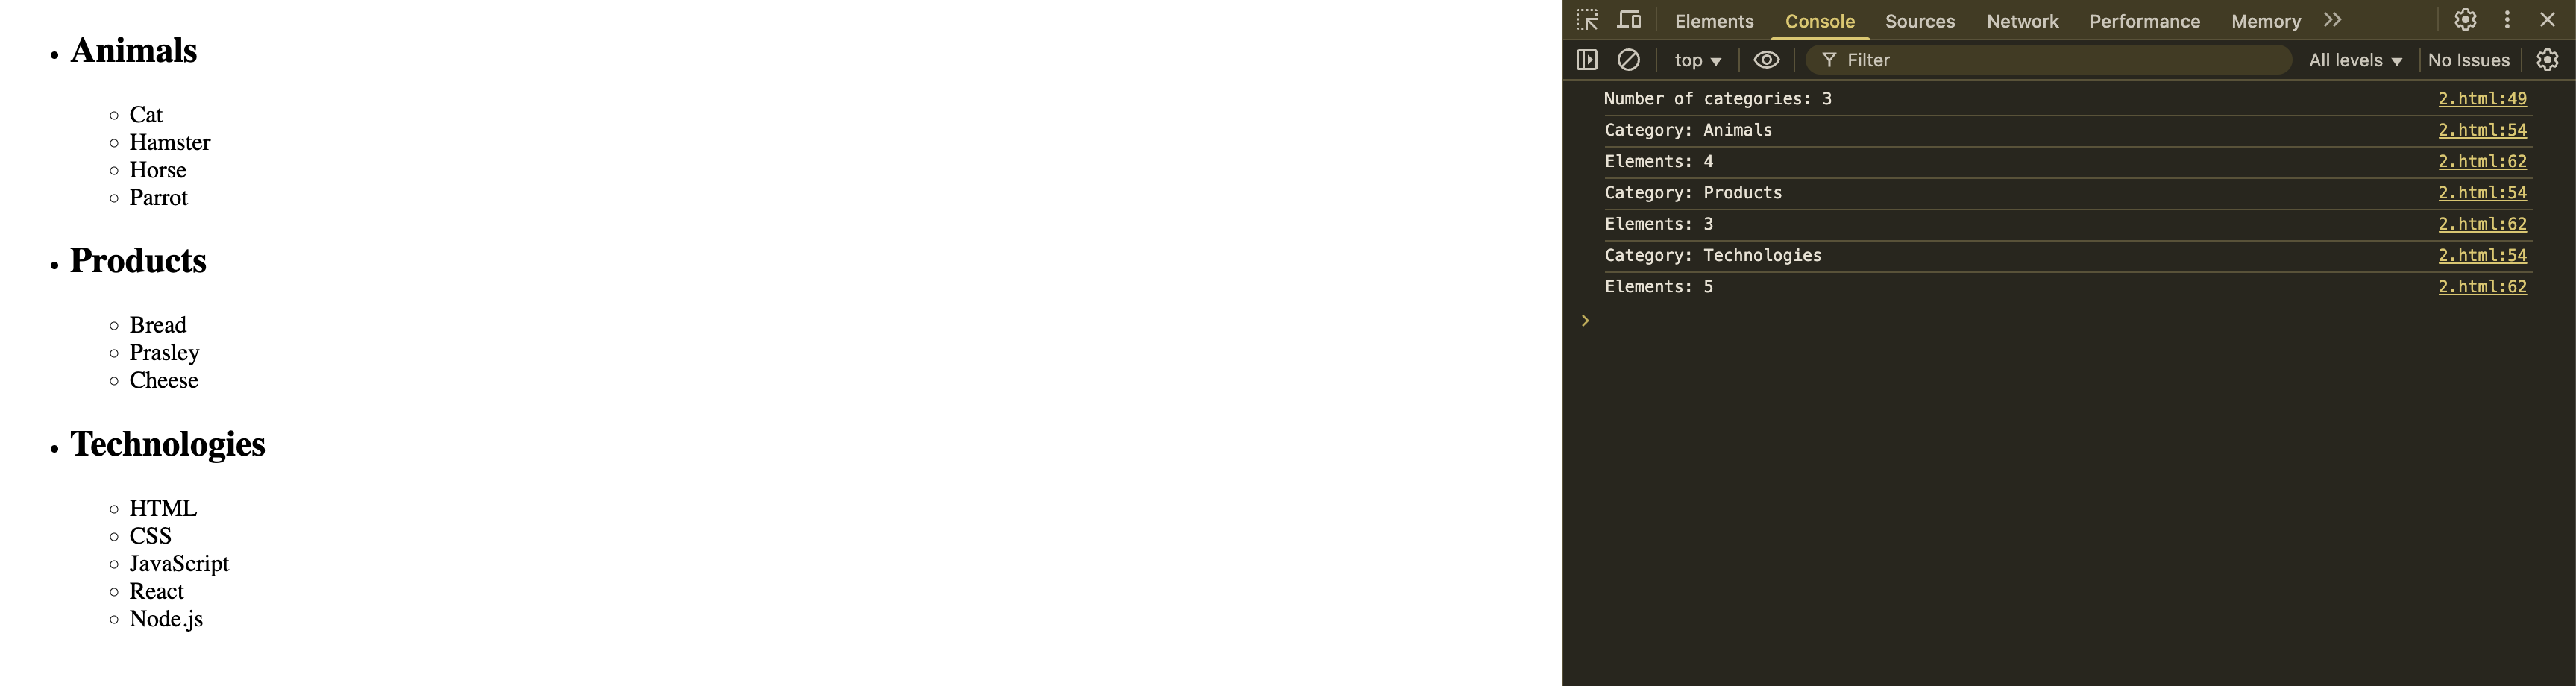 Animals
Cat
Hamster
Horse
Parrot
Products
Bread
Prasley
Cheese
Technologies
HTML
CSS
JavaScript
React
Node.js
Elements Console Sources Network Performance Memory
top Filter All levels No Issues
Number of categories: 3 2.html:49
Category: Animals 2.html:54
Elements: 4 2.html:62
Category: Products 2.html:54
Elements: 3 2.html:62
Category: Technologies 2.html:54
Elements: 5 2.html:62